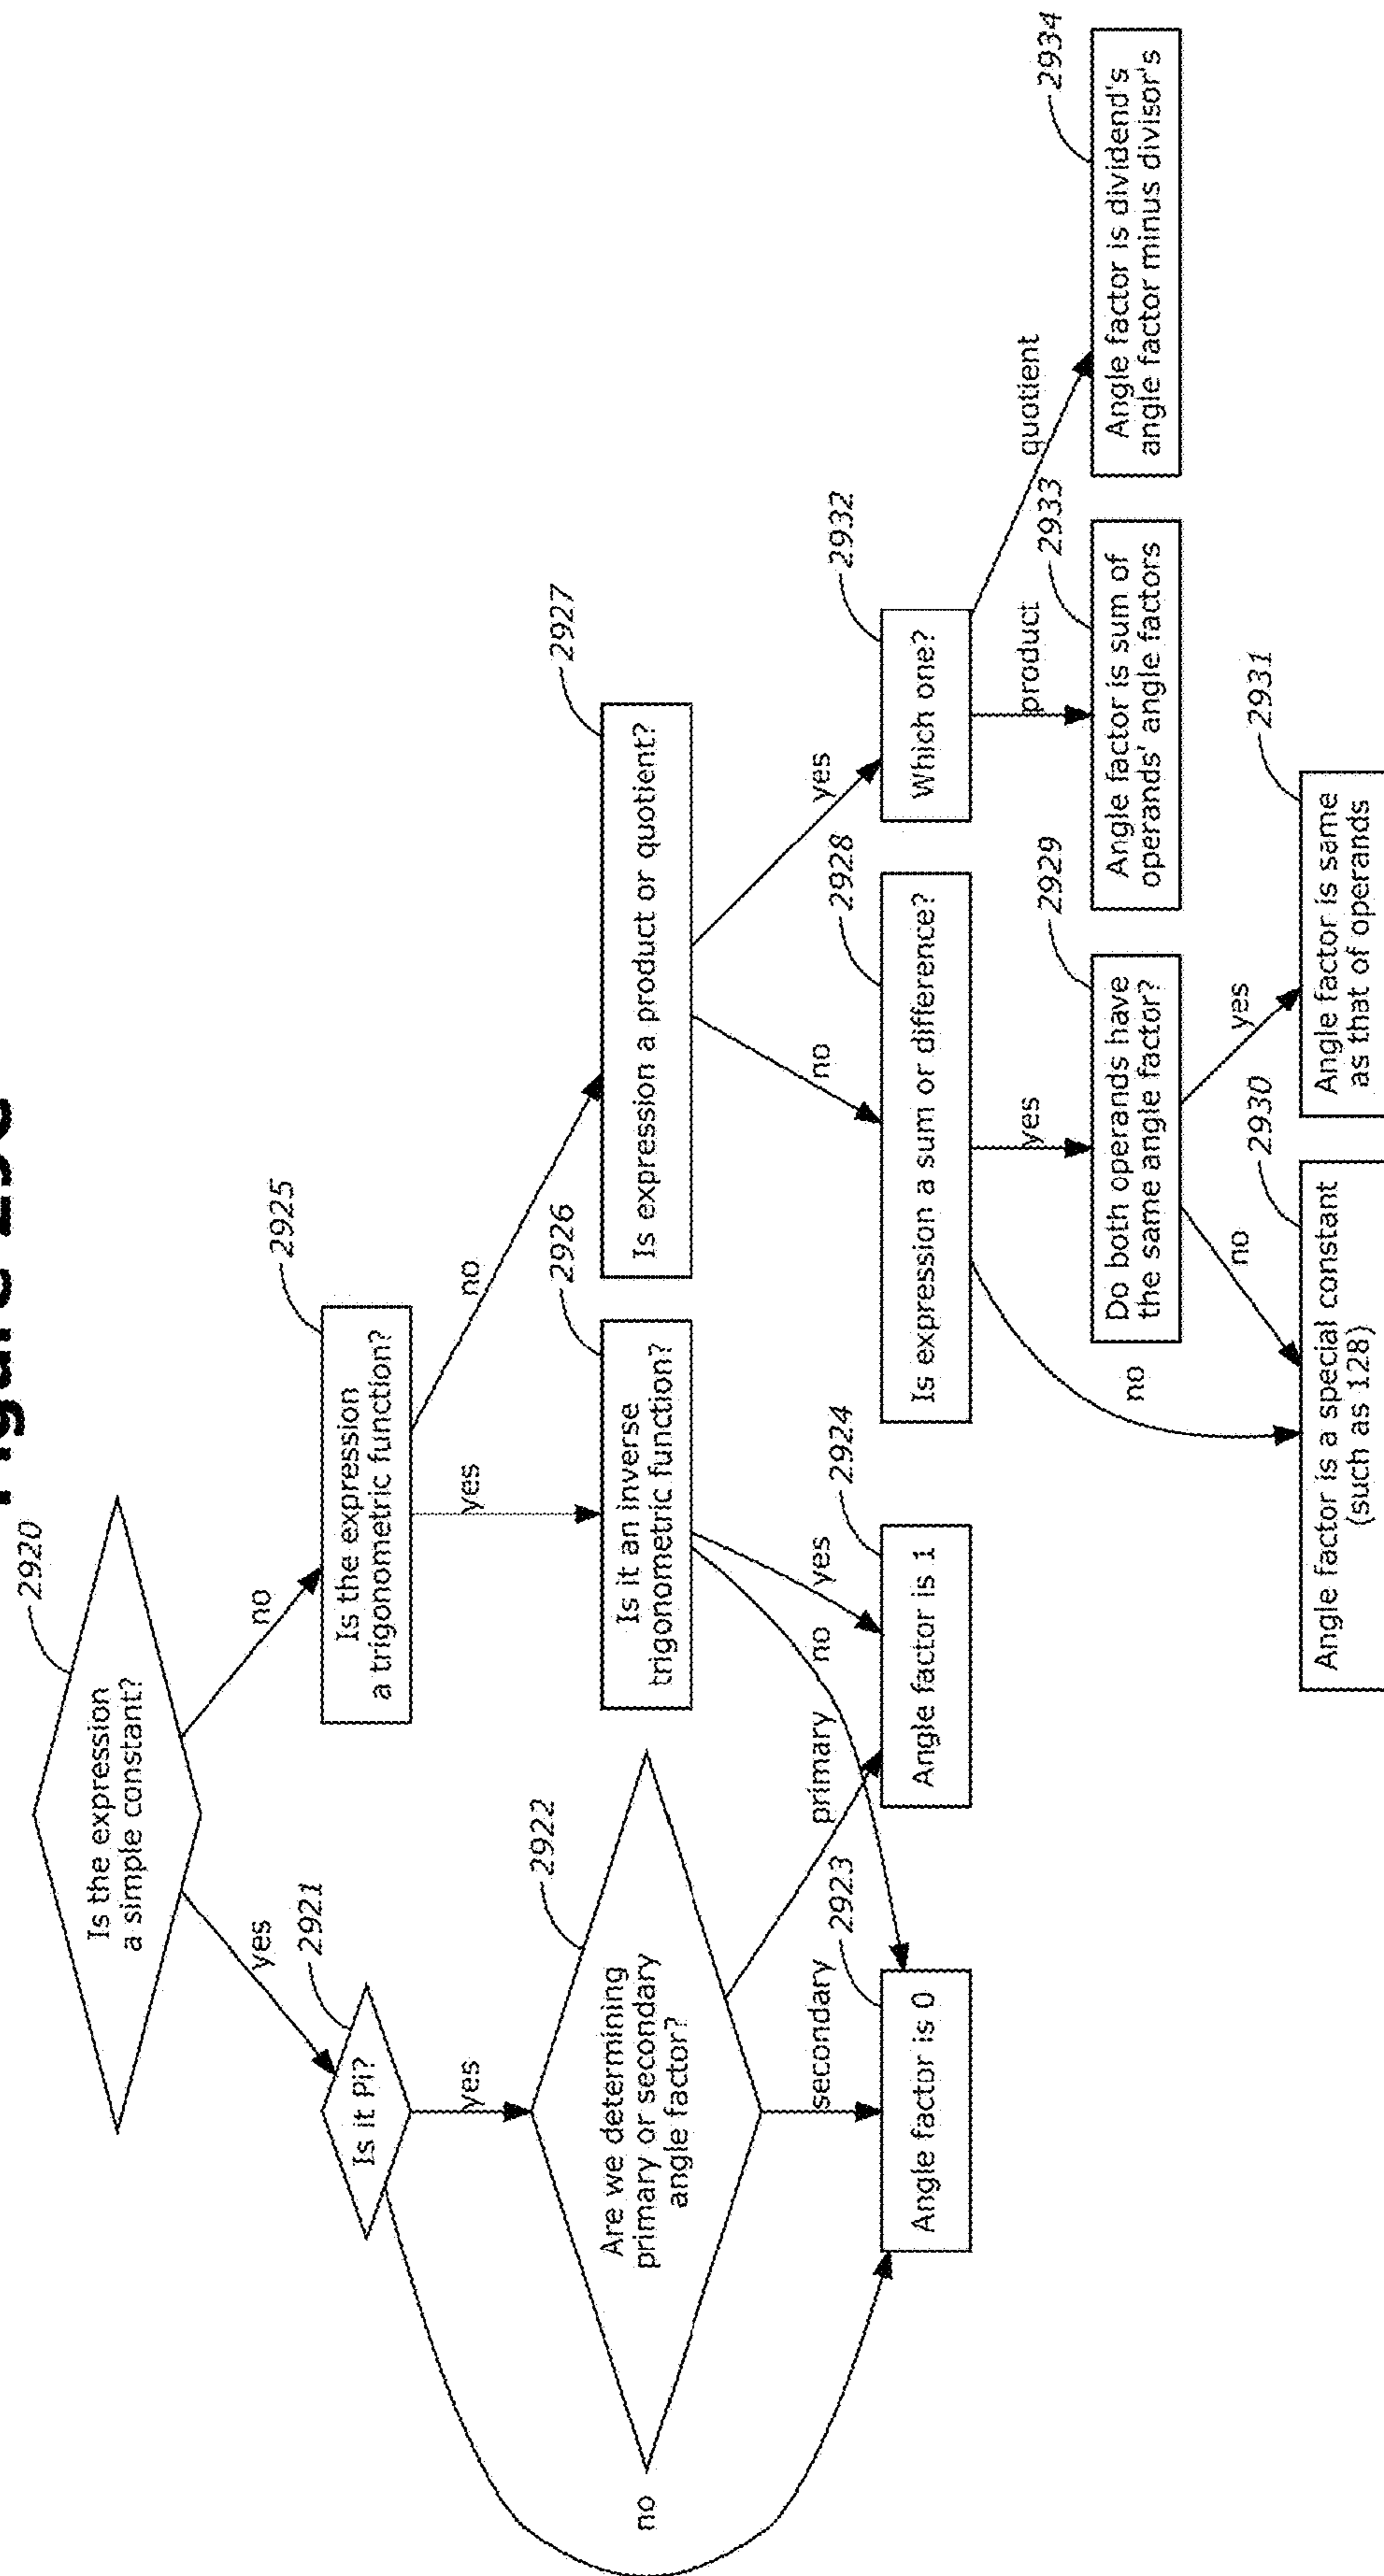 2920
Is the expression
a simple constant?
yes
no
2921
Is it Pi?
2925
Is the expression
a trigonometric function?
yes
yes
no
2922
Are we determining
primary or secondary
angle factor?
no
2926
Is it an inverse
trigonometric function?
2927
Is expression a product or quotient?
secondary
primary
no
yes
no
yes
2923
Angle factor is 0
2924
Angle factor is 1
2928
Is expression a sum or difference?
2932
Which one?
no
yes
product
quotient
2929
Do both operands have
the same angle factor?
2933
Angle factor is sum of
operands' angle factors
2934
Angle factor is dividend's
angle factor minus divisor's
no
yes
2930
Angle factor is a special constant
(such as 128)
2931
Angle factor is same
as that of operands